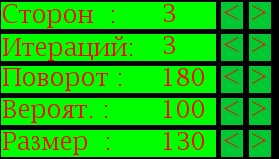 Сторон : 3 < >
Итераций: 3 < >
Поворот : 180 < >
Вероят. : 100 < >
Размер : 130 < >